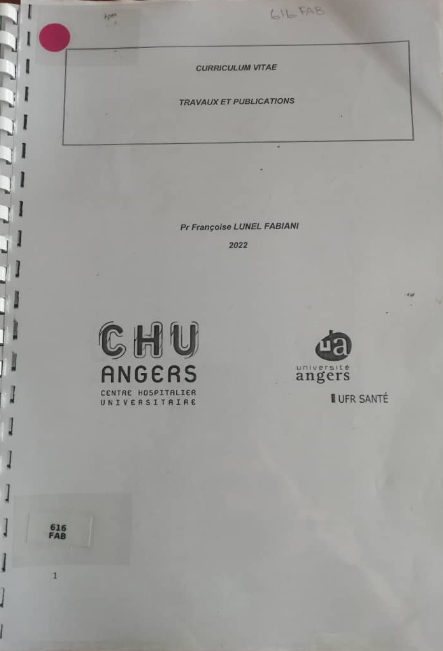 616 FAB
CURRICULUM VITAE
TRAVAUX ET PUBLICATIONS
Pr Françoise LUNEL FABIANI
2022
CHU
ANGERS
CENTRE HOSPITALIER
UNIVERSITAIRE
ua
université
angers
UFR SANTÉ
616
FAB
1